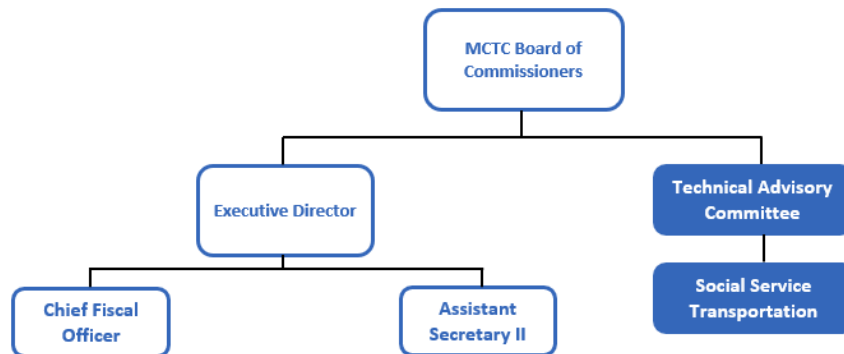 MCTC Board of
Commissioners
Executive Director
Technical Advisory
Committee
Chief Fiscal
Officer
Assistant
Secretary II
Social Service
Transportation